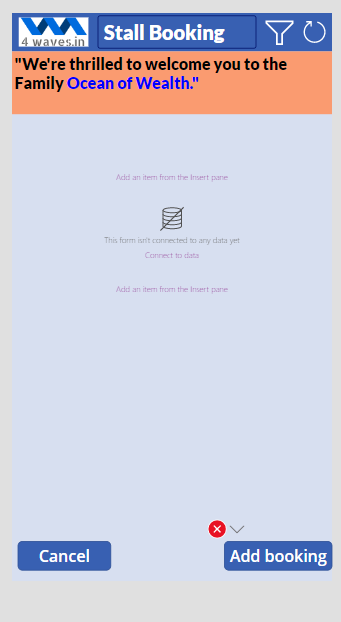 4 waves.in
Stall Booking
"We're thrilled to welcome you to the
Family Ocean of Wealth."
Add an item from the Insert pane
This form isn't connected to any data yet
Connect to data
Add an item from the Insert pane
Cancel
Add booking